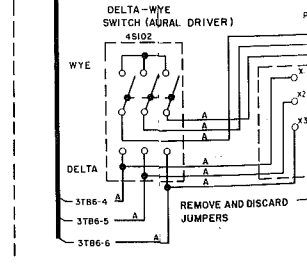 DELTA-WYE
SWITCH (AURAL DRIVER)
4S102
WYE
A
A
A
X1
X2
A
A
A
X3
DELTA
3TB6-4 A
3TB6-5 A
3TB6-6 A
REMOVE AND DISCARD
JUMPERS